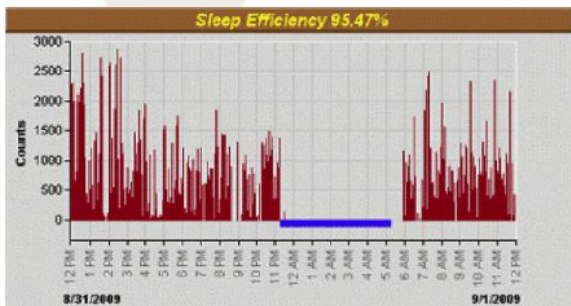 Sleep Efficiency 95.47%
3000
2500
2000
1500
1000
500
0
Counts
12 PM
1 PM
2 PM
3 PM
4 PM
5 PM
6 PM
7 PM
8 PM
9 PM
10 PM
11 PM
12 AM
1 AM
2 AM
3 AM
4 AM
5 AM
6 AM
7 AM
8 AM
9 AM
10 AM
11 AM
12 PM
8/31/2009
9/1/2009